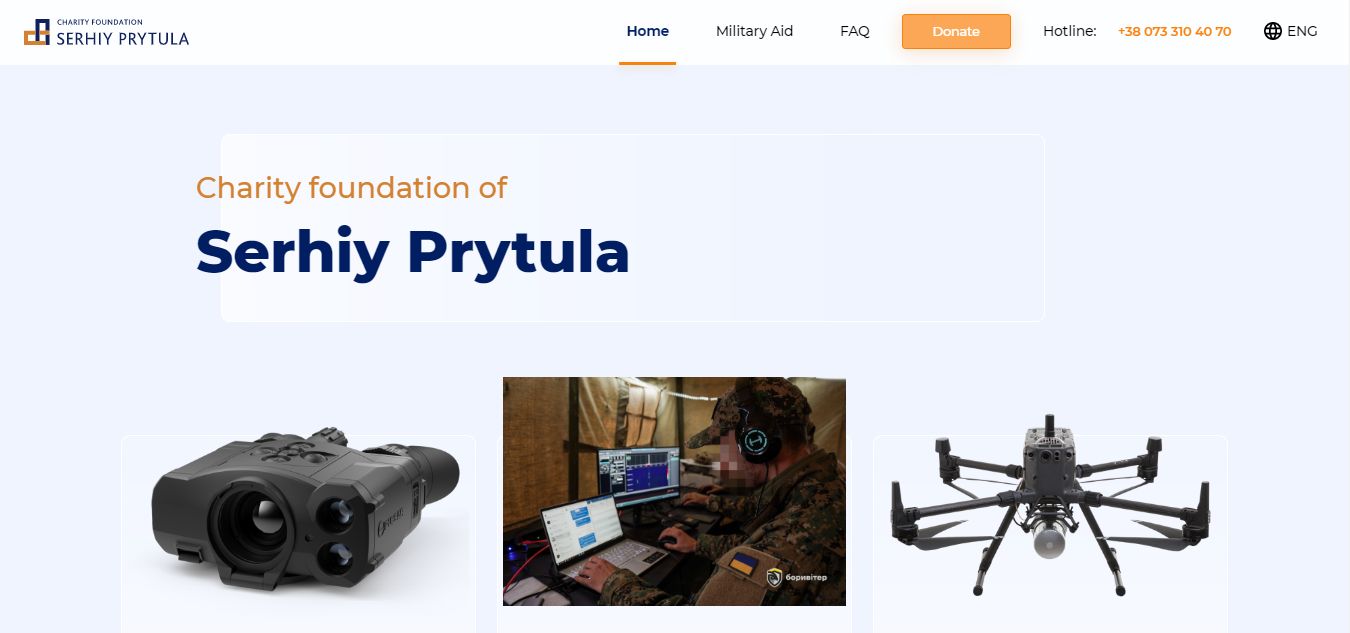 CHARITY FOUNDATION
SERHIY PRYTULA
Home
Military Aid
FAQ
Donate
Hotline:
+38 073 310 40 70
ENG
Charity foundation of
Serhiy Prytula
боривітер